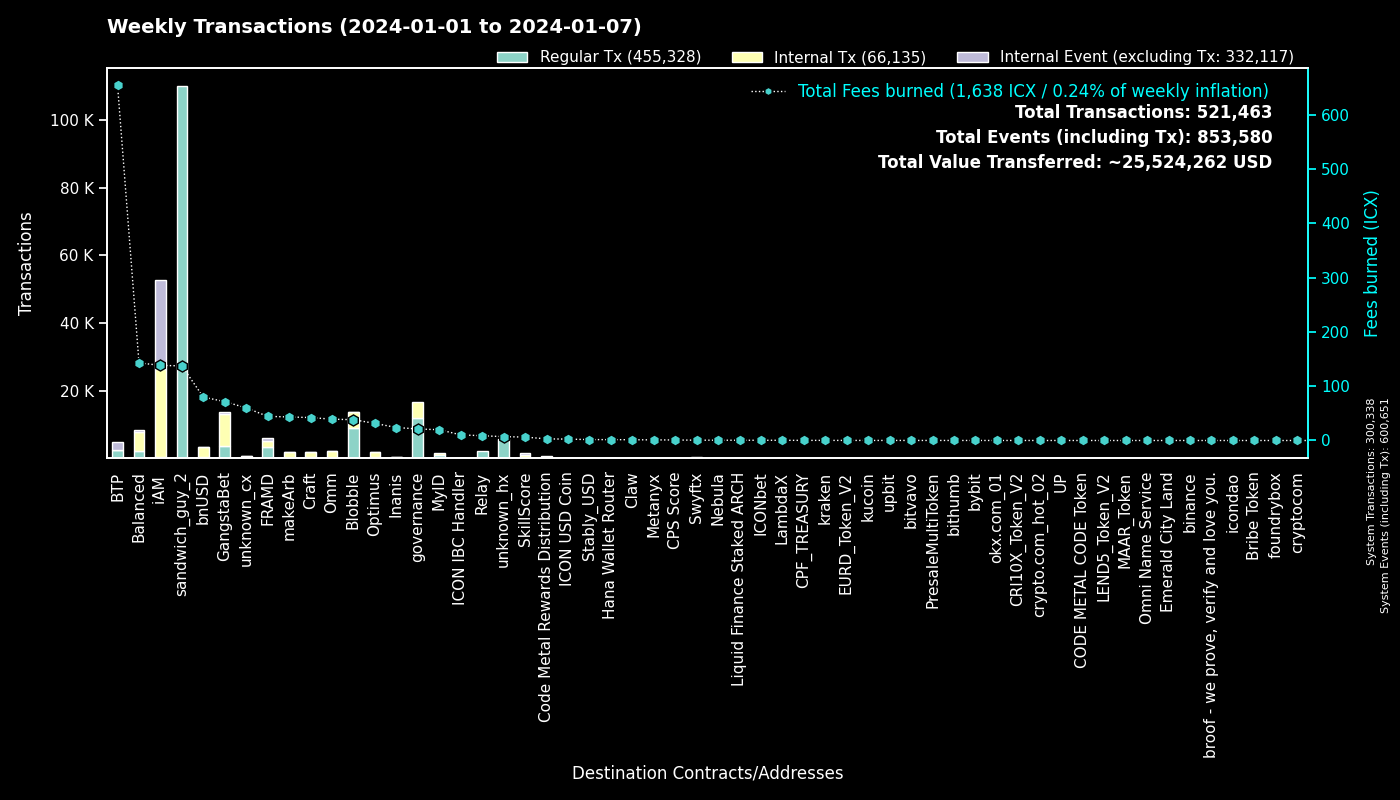 Weekly Transactions (2024-01-01 to 2024-01-07)
Regular Tx (455,328)
Internal Tx (66,135)
Internal Event (excluding Tx: 332,117)
Total Fees burned (1,638 ICX / 0.24% of weekly inflation)
Total Transactions: 521,463
Total Events (including Tx): 853,580
Total Value Transferred: ~25,524,262 USD
Transactions
100 K
80 K
60 K
40 K
20 K
600
500
400
300
200
100
0
Fees burned (ICX)
System Transactions: 300,338
System Events (including Tx): 600,651
BTP
Balanced
iAM
sandwich_guy_2
bnUSD
GangstaBet
unknown_cx
FRAMD
makeArb
Craft
Omm
Blobble
Optimus
Inanis
governance
MyID
ICON IBC Handler
Relay
unknown_hx
SkillScore
Code Metal Rewards Distribution
ICON USD Coin
Stably_USD
Hana Wallet Router
Claw
Metanyx
CPS Score
Swyftx
Nebula
Liquid Finance Staked ARCH
ICONbet
LambdaX
CPF_TREASURY
kraken
EURD_Token_V2
kucoin
upbit
bitvavo
PresaleMultiToken
bithumb
bybit
okx.com_01
CRI10X_Token_V2
crypto.com_hot_02
UP
CODE METAL CODE Token
LEND5_Token_V2
MAAR_Token
Omni Name Service
Emerald City Land
binance
broof - we prove, verify and love you.
icondao
Bribe Token
foundrybox
cryptocom
Destination Contracts/Addresses